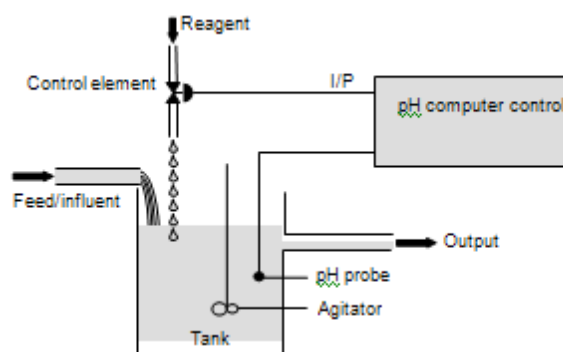 Reagent
Control element
I/P
pH computer control
Feed/influent
Output
pH probe
Agitator
Tank